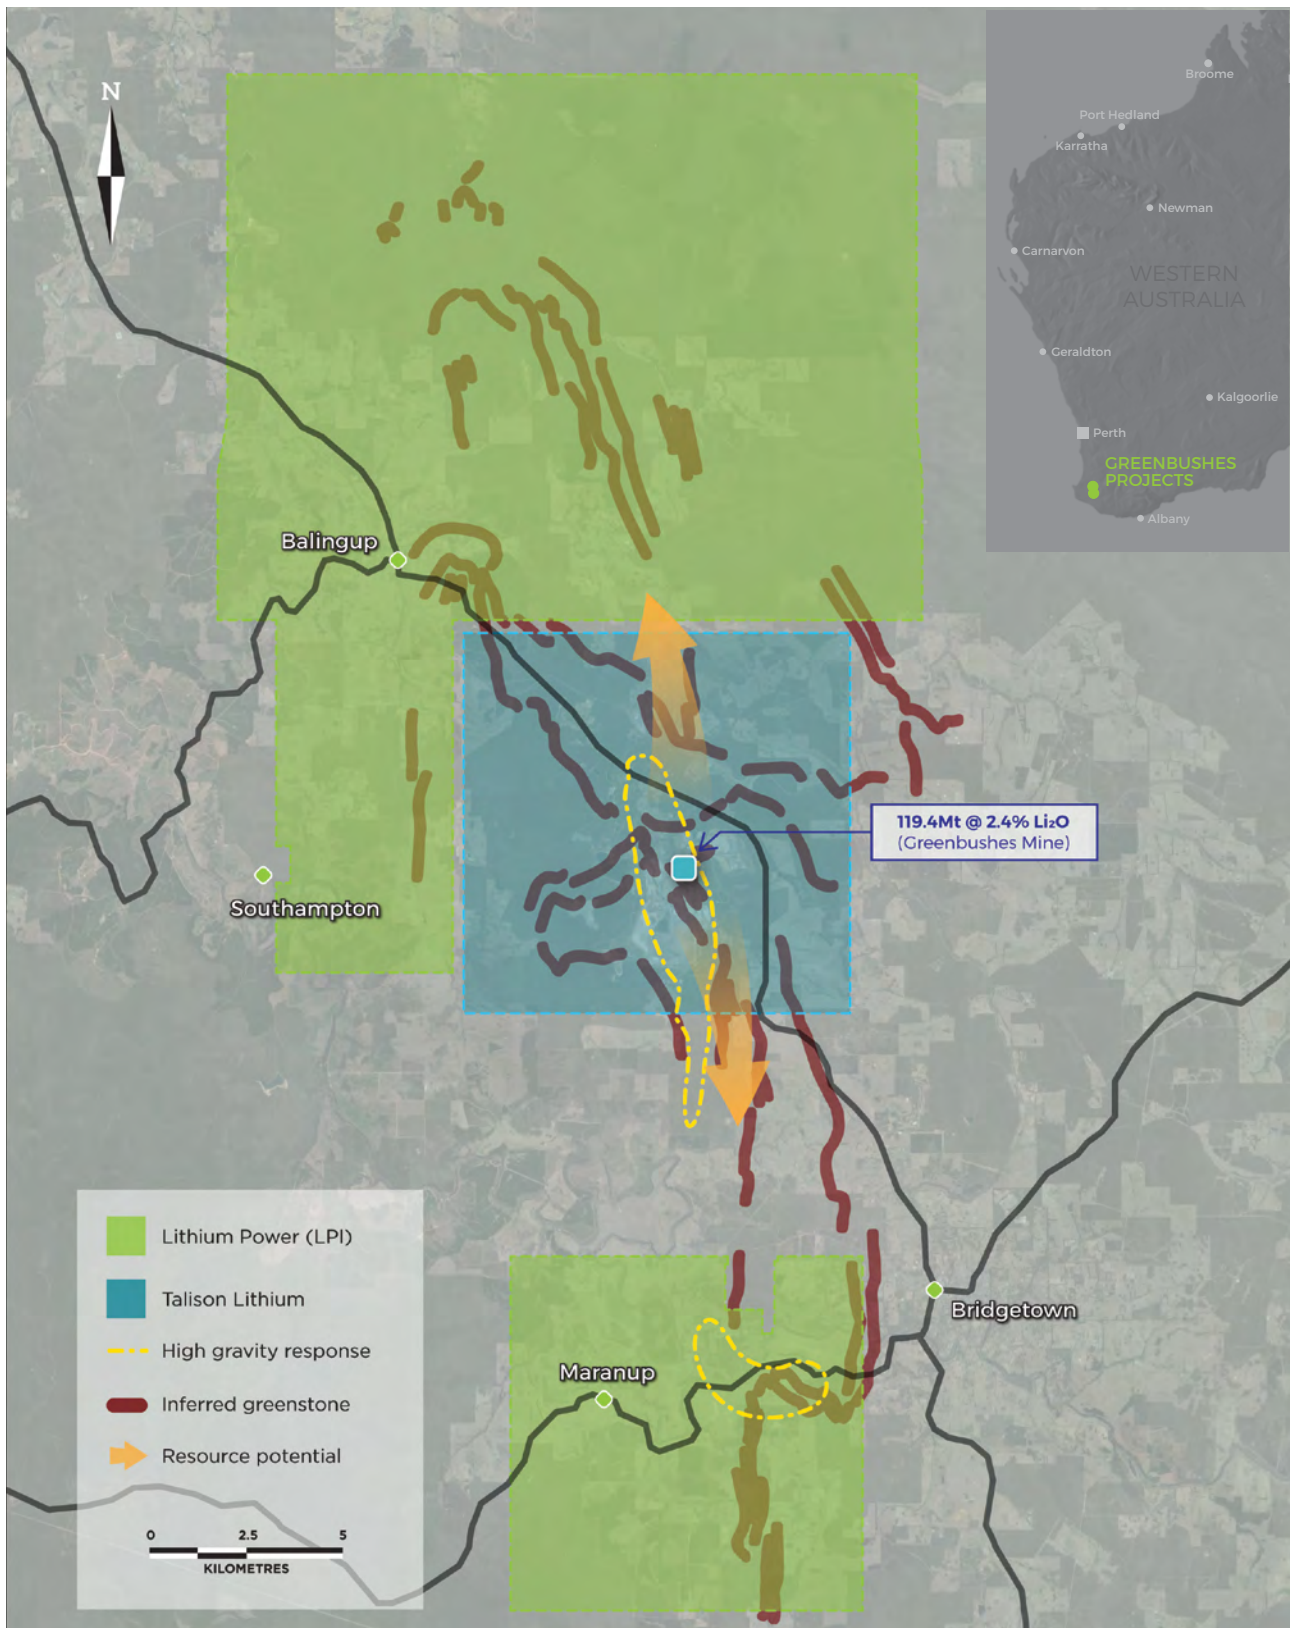 N
Broome
Port Hedland
Karratha
Newman
Carnarvon
WESTERN
AUSTRALIA
Geraldton
Kalgoorlie
Perth
GREENBUSHES
PROJECTS
Albany
Balingup
119.4Mt @ 2.4% Li₂O
(Greenbushes Mine)
Southampton
Bridgetown
Maranup
Lithium Power (LPI)
Talison Lithium
High gravity response
Inferred greenstone
Resource potential
0 2.5 5
KILOMETRES